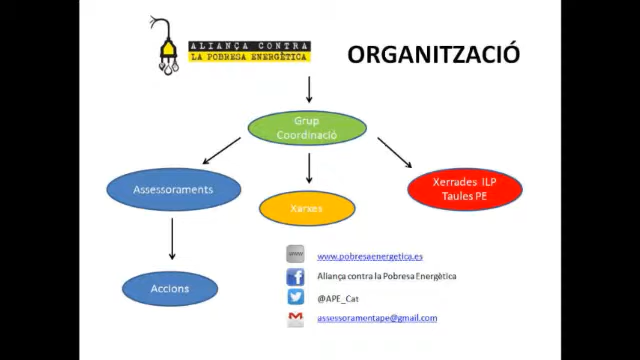 ALIANÇA CONTRA
LA POBRESA ENERGÈTICA
ORGANITZACIÓ
Grup
Coordinació
Assessoraments
Xarxes
Xerrades ILP
Taules PE
Accions
www
www.pobresaenergetica.es
Aliança contra la Pobresa Energètica
@APE_Cat
assessoramentape@gmail.com